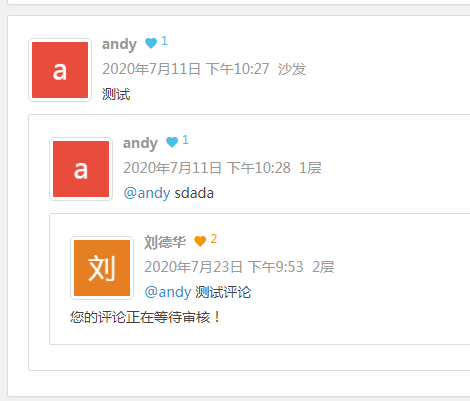 a
andy 1
2020年7月11日 下午10:27 沙发
测试
a
andy 1
2020年7月11日 下午10:28 1层
@andy sdada
刘
刘德华 2
2020年7月23日 下午9:53 2层
@andy 测试评论
您的评论正在等待审核！